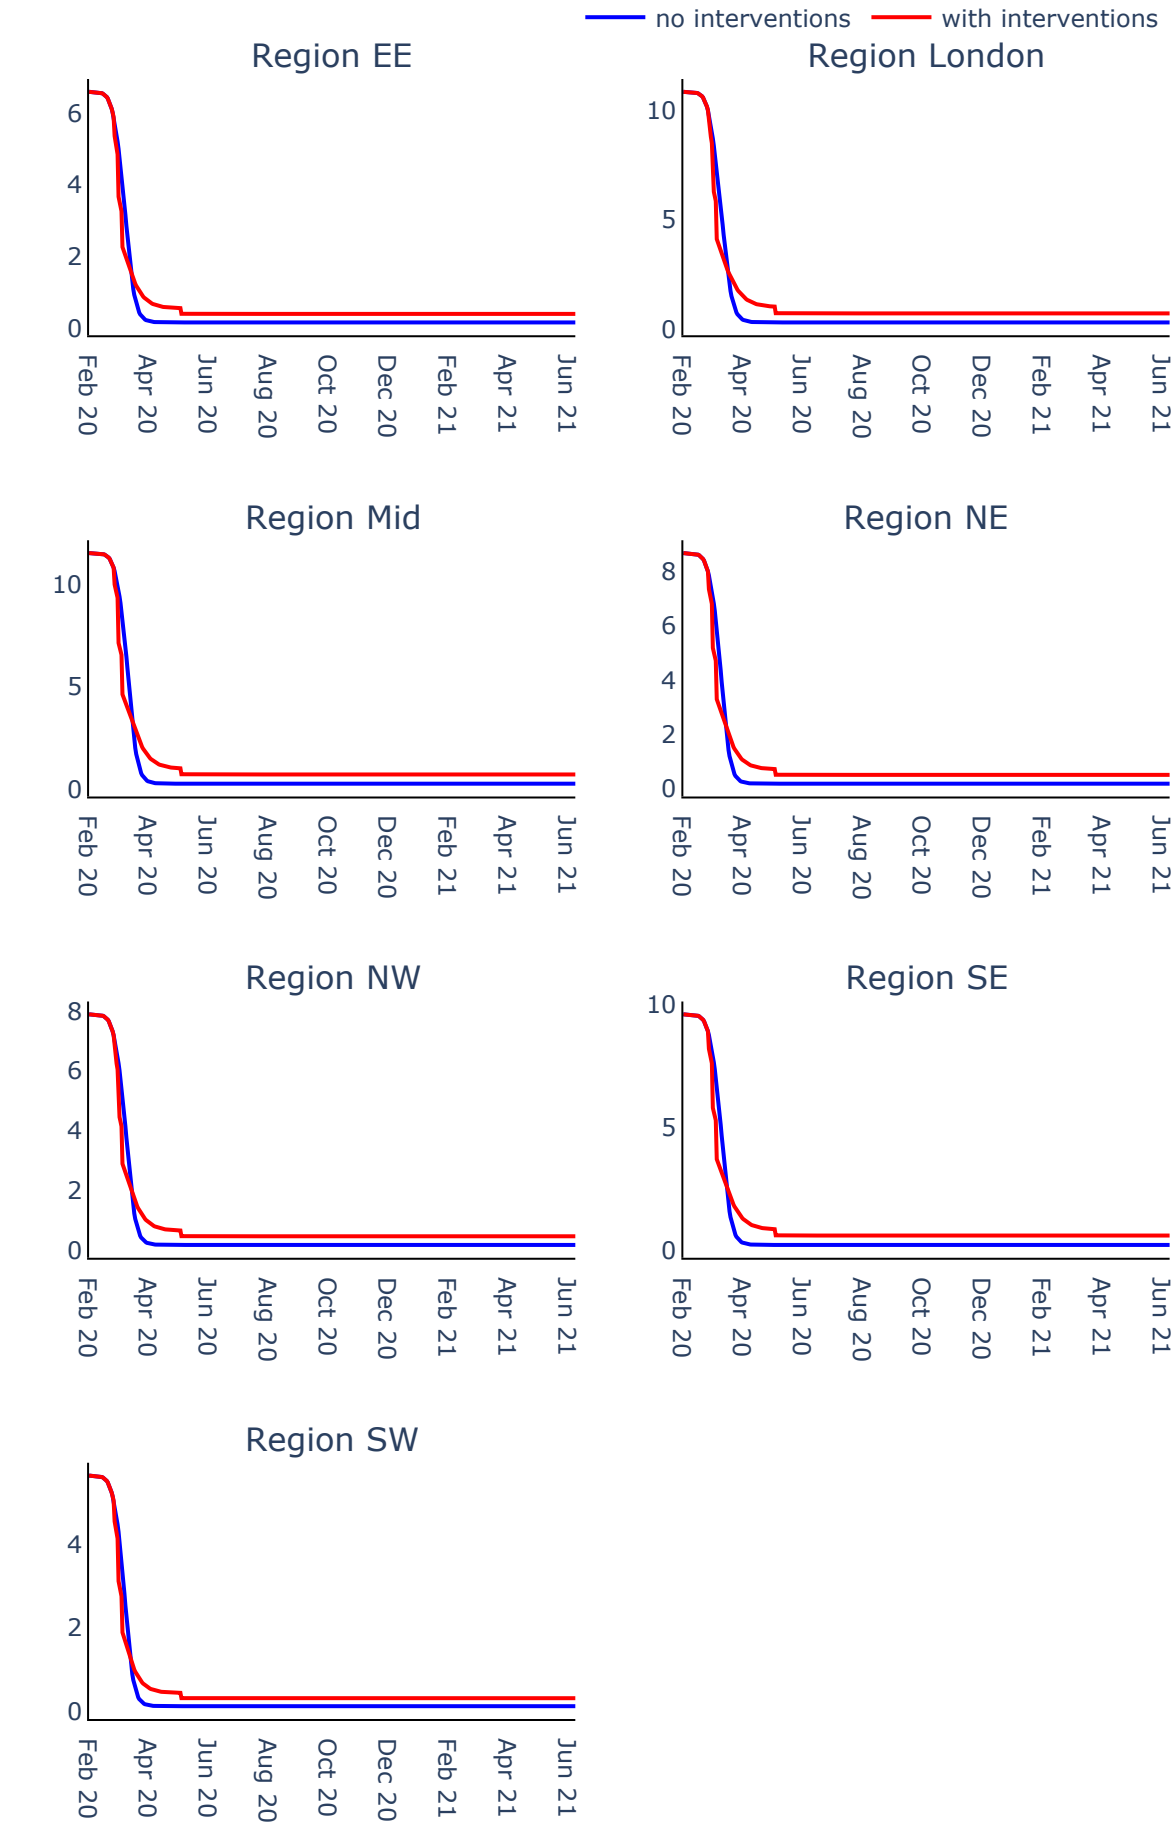 no interventions with interventions
Region EE
Region London
6
4
2
0
10
5
0
Feb 20 Apr 20 Jun 20 Aug 20 Oct 20 Dec 20 Feb 21 Apr 21 Jun 21
Feb 20 Apr 20 Jun 20 Aug 20 Oct 20 Dec 20 Feb 21 Apr 21 Jun 21
Region Mid
Region NE
10
5
0
8
6
4
2
0
Feb 20 Apr 20 Jun 20 Aug 20 Oct 20 Dec 20 Feb 21 Apr 21 Jun 21
Feb 20 Apr 20 Jun 20 Aug 20 Oct 20 Dec 20 Feb 21 Apr 21 Jun 21
Region NW
Region SE
8
6
4
2
0
10
5
0
Feb 20 Apr 20 Jun 20 Aug 20 Oct 20 Dec 20 Feb 21 Apr 21 Jun 21
Feb 20 Apr 20 Jun 20 Aug 20 Oct 20 Dec 20 Feb 21 Apr 21 Jun 21
Region SW
4
2
0
Feb 20 Apr 20 Jun 20 Aug 20 Oct 20 Dec 20 Feb 21 Apr 21 Jun 21